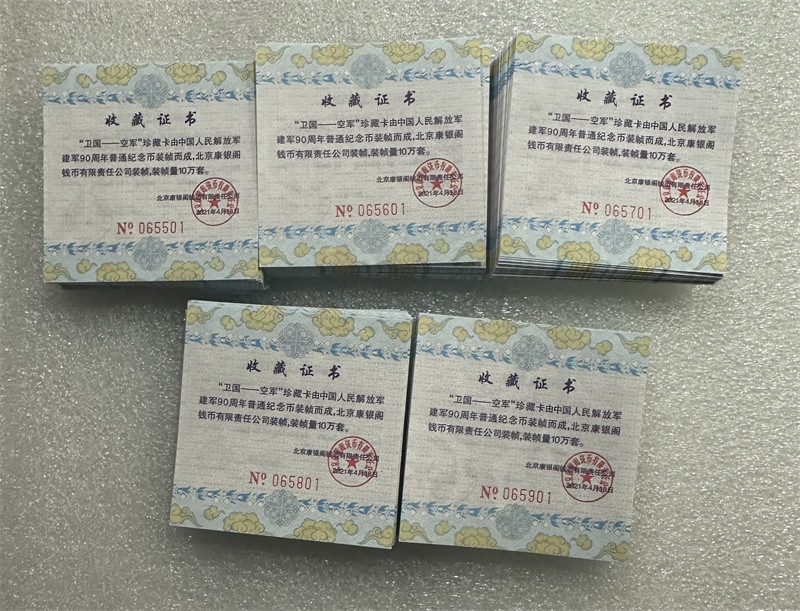 收藏证书
“卫国——空军”珍藏卡由中国人民解放军
建军90周年普通纪念币装帧而成,北京康银阁
钱币有限责任公司装帧,装帧量10万套。
北京康银阁钱币有限责任公司
2021年4月16日
№ 065501
收藏证书
“卫国——空军”珍藏卡由中国人民解放军
建军90周年普通纪念币装帧而成,北京康银阁
钱币有限责任公司装帧,装帧量10万套。
北京康银阁钱币有限责任公司
2021年4月16日
№ 065601
收藏证书
“卫国——空军”珍藏卡由中国人民解放军
建军90周年普通纪念币装帧而成,北京康银阁
钱币有限责任公司装帧,装帧量10万套。
北京康银阁钱币有限责任公司
2021年4月16日
№ 065701
收藏证书
“卫国——空军”珍藏卡由中国人民解放军
建军90周年普通纪念币装帧而成,北京康银阁
钱币有限责任公司装帧,装帧量10万套。
北京康银阁钱币有限责任公司
2021年4月16日
№ 065801
收藏证书
“卫国——空军”珍藏卡由中国人民解放军
建军90周年普通纪念币装帧而成,北京康银阁
钱币有限责任公司装帧,装帧量10万套。
北京康银阁钱币有限责任公司
2021年4月16日
№ 065901